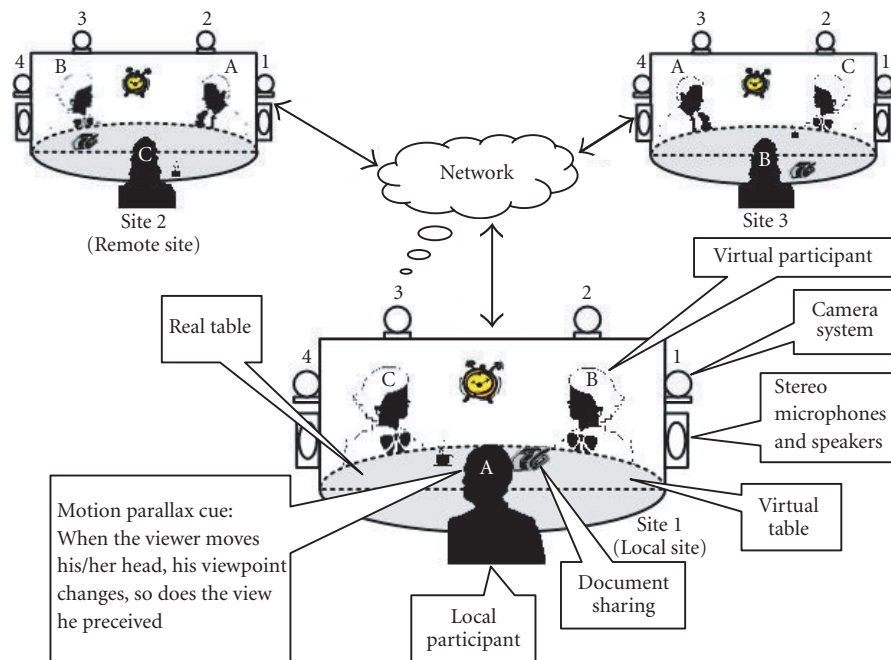 3
2
4
B
A
1
C
Site 2
(Remote site)
3
2
4
A
C
1
B
Site 3
Network
Virtual participant
3
2
Camera
system
Real table
4
C
B
1
Stereo
microphones
and speakers
A
Motion parallax cue:
When the viewer moves
his/her head, his viewpoint
changes, so does the view
he preceived
Site 1
(Local site)
Virtual
table
Document
sharing
Local
participant